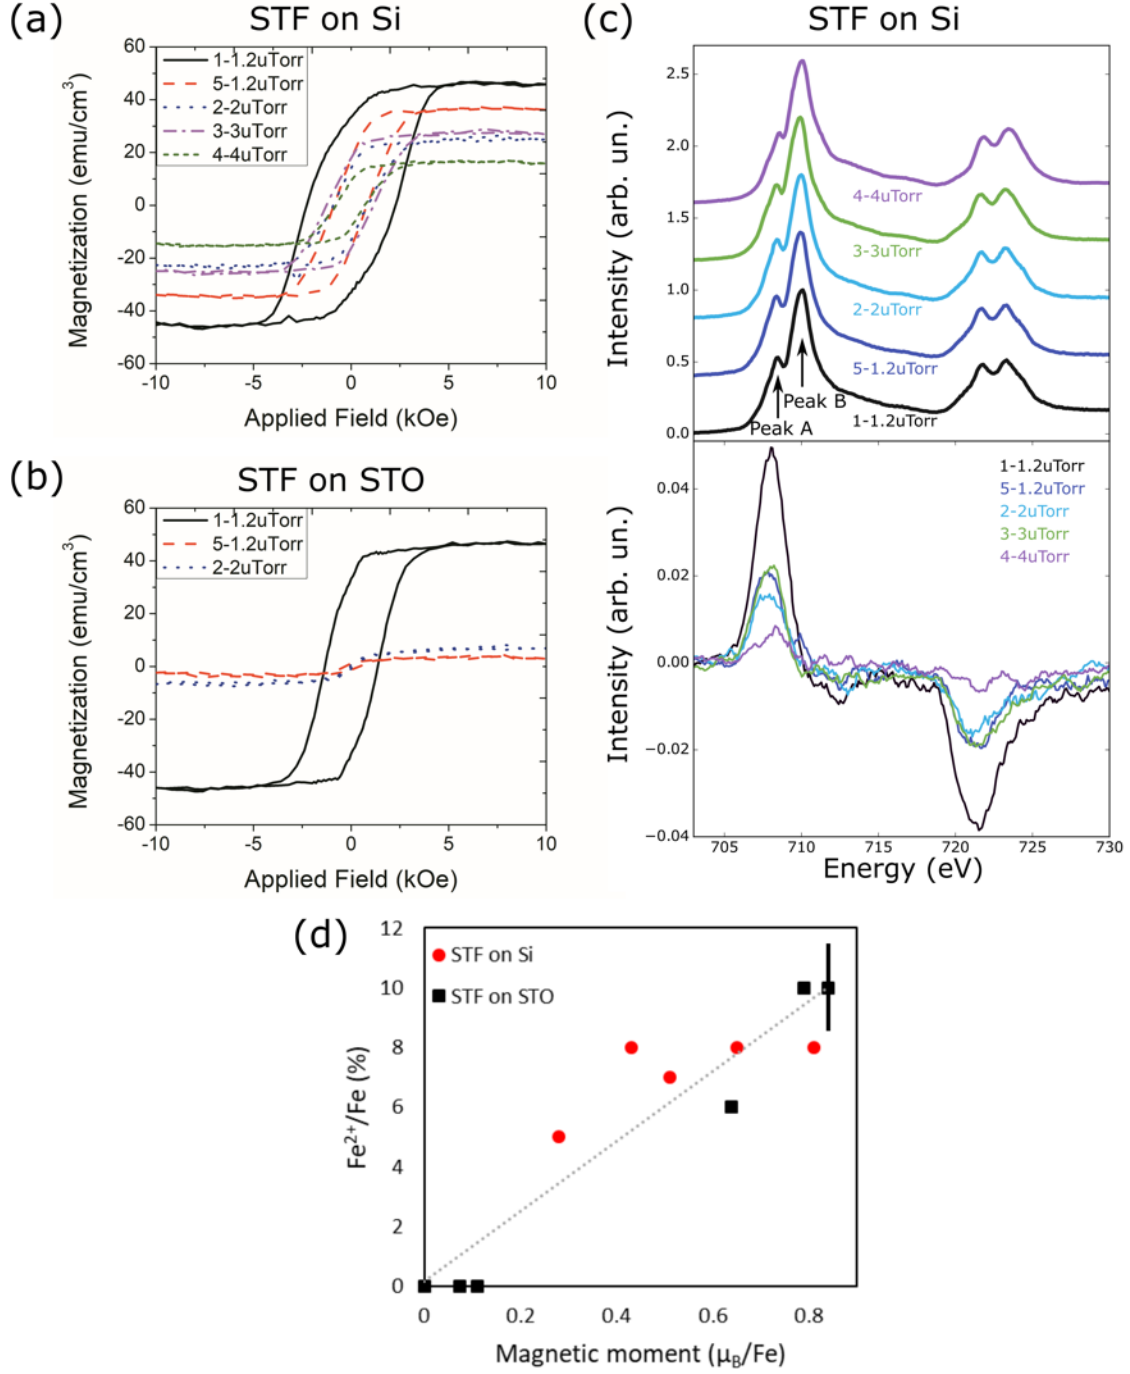 (a)
STF on Si
60
40
20
0
-20
-40
-60
Magnetization (emu/cm³)
1-1.2uTorr
5-1.2uTorr
2-2uTorr
3-3uTorr
4-4uTorr
-10
-5
0
5
10
Applied Field (kOe)
(b)
STF on STO
60
40
20
0
-20
-40
-60
Magnetization (emu/cm³)
1-1.2uTorr
5-1.2uTorr
2-2uTorr
-10
-5
0
5
10
Applied Field (kOe)
(c)
STF on Si
2.5
2.0
1.5
1.0
0.5
0.0
Intensity (arb. un.)
4-4uTorr
3-3uTorr
2-2uTorr
5-1.2uTorr
1-1.2uTorr
Peak B
Peak A
0.04
0.02
0.00
−0.02
−0.04
Intensity (arb. un.)
1-1.2uTorr
5-1.2uTorr
2-2uTorr
3-3uTorr
4-4uTorr
705
710
715
720
725
730
Energy (eV)
(d)
12
10
8
6
4
2
0
Fe²⁺/Fe (%)
STF on Si
STF on STO
0
0.2
0.4
0.6
0.8
Magnetic moment (μ_B/Fe)